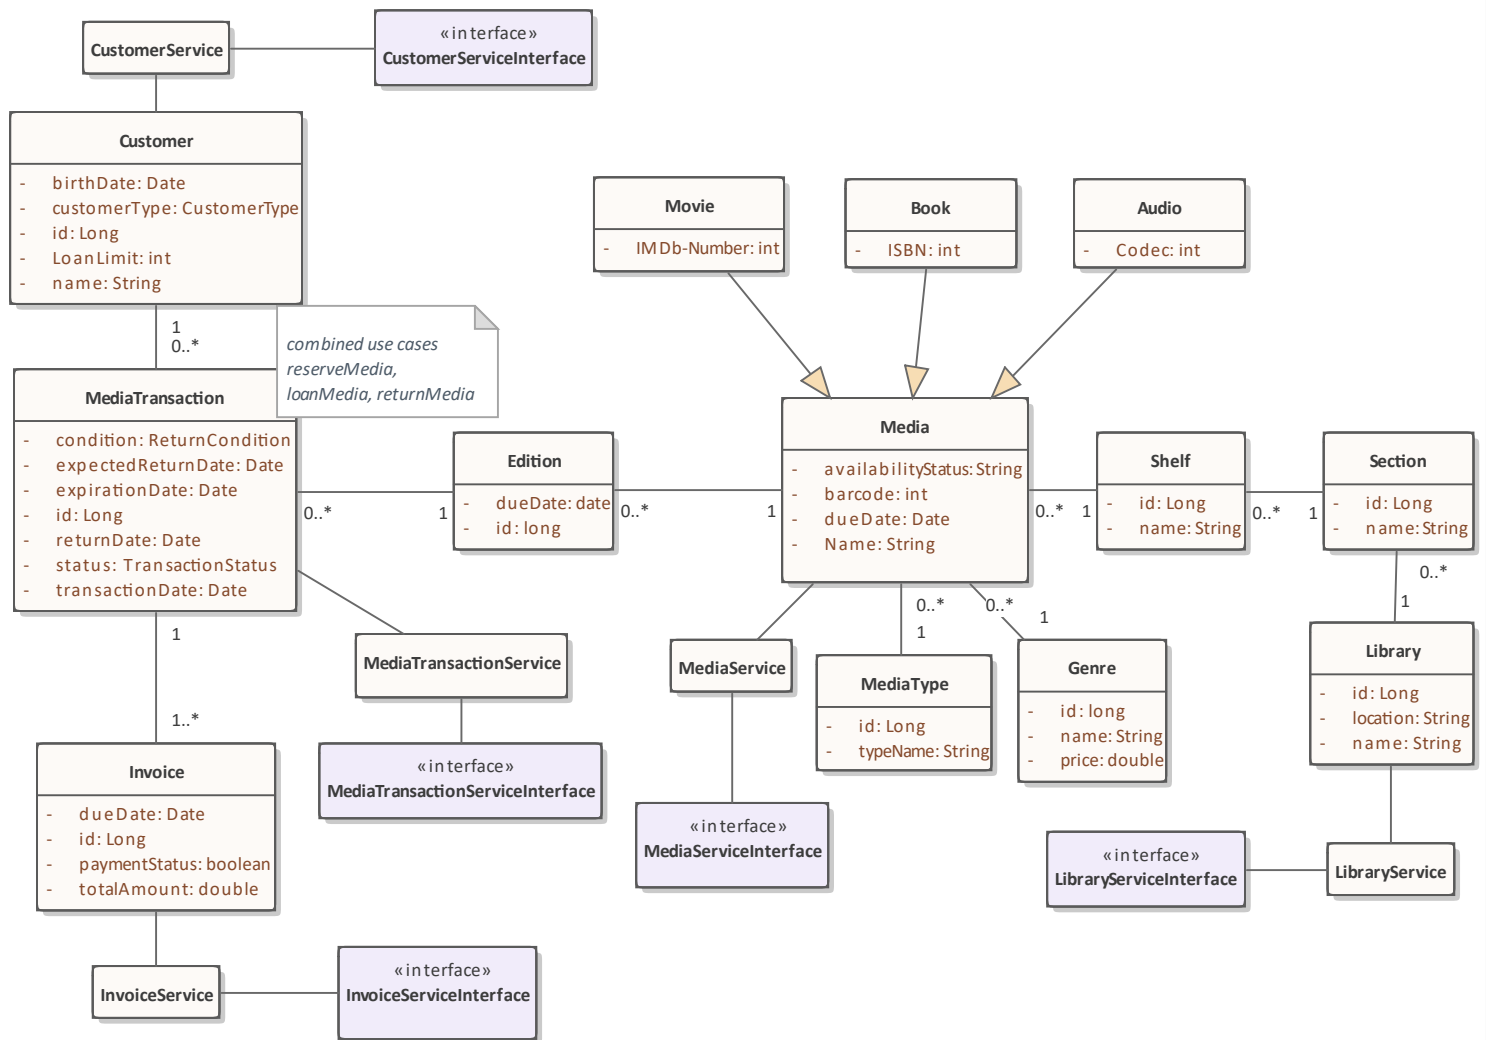 CustomerService
«interface»
CustomerServiceInterface
Customer
- birthDate: Date
- customerType: CustomerType
- id: Long
- LoanLimit: int
- name: String
1
0..*
combined use cases
reserveMedia,
loanMedia, returnMedia
MediaTransaction
- condition: ReturnCondition
- expectedReturnDate: Date
- expirationDate: Date
- id: Long
- returnDate: Date
- status: TransactionStatus
- transactionDate: Date
0..*
1
Edition
- dueDate: date
- id: long
0..*
1
Movie
- IMDb-Number: int
Book
- ISBN: int
Audio
- Codec: int
Media
- availabilityStatus: String
- barcode: int
- dueDate: Date
- Name: String
0..*
1
Shelf
- id: Long
- name: String
0..*
1
Section
- id: Long
- name: String
0..*
1
Library
- id: Long
- location: String
- name: String
LibraryService
«interface»
LibraryServiceInterface
MediaService
«interface»
MediaServiceInterface
0..*
1
MediaType
- id: Long
- typeName: String
0..*
1
Genre
- id: long
- name: String
- price: double
MediaTransactionService
«interface»
MediaTransactionServiceInterface
1
1..*
Invoice
- dueDate: Date
- id: Long
- paymentStatus: boolean
- totalAmount: double
InvoiceService
«interface»
InvoiceServiceInterface